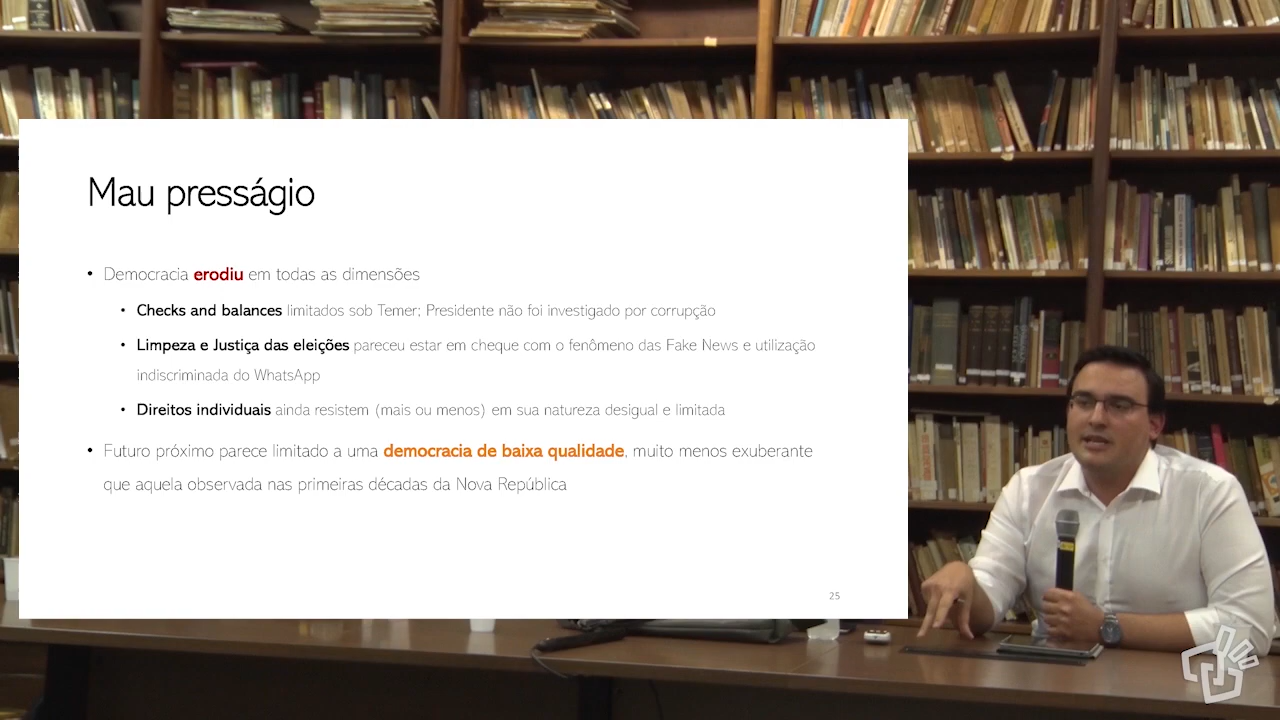 Mau presságio
• Democracia erodiu em todas as dimensões
• Checks and balances limitados sob Temer; Presidente não foi investigado por corrupção
• Limpeza e Justiça das eleições pareceu estar em cheque com o fenômeno das Fake News e utilização
indiscriminada do WhatsApp
• Direitos individuais ainda resistem (mais ou menos) em sua natureza desigual e limitada
• Futuro próximo parece limitado a uma democracia de baixa qualidade, muito menos exuberante
que aquela observada nas primeiras décadas da Nova República
25